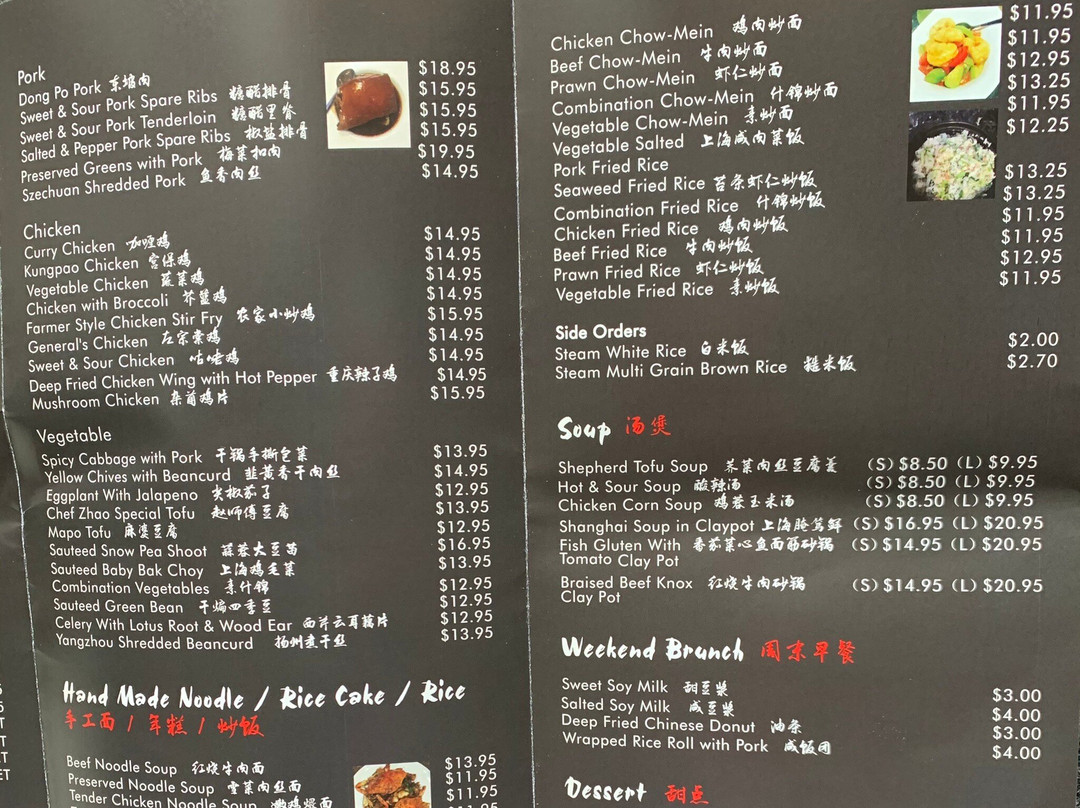 Pork
Dong Po Pork 东坡肉 $18.95
Sweet & Sour Pork Spare Ribs 糖醋排骨 $15.95
Sweet & Sour Pork Tenderloin 糖醋里脊 $15.95
Salted & Pepper Pork Spare Ribs 椒盐排骨 $15.95
Preserved Greens with Pork 梅菜扣肉 $19.95
Szechuan Shredded Pork 鱼香肉丝 $14.95
Chicken
Curry Chicken 咖喱鸡 $14.95
Kungpao Chicken 宫保鸡 $14.95
Vegetable Chicken 蔬菜鸡 $14.95
Chicken with Broccoli 芥蓝鸡 $14.95
Farmer Style Chicken Stir Fry 农家小炒鸡 $15.95
General's Chicken 左宗棠鸡 $14.95
Sweet & Sour Chicken 咕咾鸡 $14.95
Deep Fried Chicken Wing with Hot Pepper 重庆辣子鸡 $14.95
Mushroom Chicken 杂菌鸡片 $15.95
Vegetable
Spicy Cabbage with Pork 干锅手撕包菜 $13.95
Yellow Chives with Beancurd 韭黄香干肉丝 $14.95
Eggplant With Jalapeno 尖椒茄子 $12.95
Chef Zhao Special Tofu 赵师傅豆腐 $13.95
Mapo Tofu 麻婆豆腐 $12.95
Sauteed Snow Pea Shoot 蒜蓉大豆苗 $16.95
Sauteed Baby Bak Choy 上海鸡毛菜 $13.95
Combination Vegetables 素什锦 $12.95
Sauteed Green Bean 干煸四季豆 $12.95
Celery With Lotus Root & Wood Ear 西芹云耳藕片 $12.95
Yangzhou Shredded Beancurd 扬州煮干丝 $13.95
Hand Made Noodle / Rice Cake / Rice
手工面 / 年糕 / 炒饭
Beef Noodle Soup 红烧牛肉面 $13.95
Preserved Noodle Soup 雪菜肉丝面 $11.95
Tender Chicken Noodle Soup 嫩鸡煨面 $11.95
Chicken Chow-Mein 鸡肉炒面 $11.95
Beef Chow-Mein 牛肉炒面 $11.95
Prawn Chow-Mein 虾仁炒面 $12.95
Combination Chow-Mein 什锦炒面 $13.25
Vegetable Chow-Mein 素炒面 $11.95
Vegetable Salted 上海咸肉菜饭 $12.25
Pork Fried Rice
Seaweed Fried Rice 苔条虾仁炒饭 $13.25
Combination Fried Rice 什锦炒饭 $13.25
Chicken Fried Rice 鸡肉炒饭 $11.95
Beef Fried Rice 牛肉炒饭 $11.95
Prawn Fried Rice 虾仁炒饭 $12.95
Vegetable Fried Rice 素炒饭 $11.95
Side Orders
Steam White Rice 白米饭 $2.00
Steam Multi Grain Brown Rice 糙米饭 $2.70
Soup 汤煲
Shepherd Tofu Soup 荠菜肉丝豆腐羹 (S) $8.50 (L) $9.95
Hot & Sour Soup 酸辣汤 (S) $8.50 (L) $9.95
Chicken Corn Soup 鸡蓉玉米汤 (S) $8.50 (L) $9.95
Shanghai Soup in Claypot 上海腌笃鲜 (S) $16.95 (L) $20.95
Fish Gluten With 番茄菜心鱼面筋砂锅 (S) $14.95 (L) $20.95
Tomato Clay Pot
Braised Beef Knox 红烧牛肉砂锅 (S) $14.95 (L) $20.95
Clay Pot
Weekend Brunch 周末早餐
Sweet Soy Milk 甜豆浆 $3.00
Salted Soy Milk 咸豆浆 $4.00
Deep Fried Chinese Donut 油条 $3.00
Wrapped Rice Roll with Pork 咸饭团 $4.00
Dessert 甜点